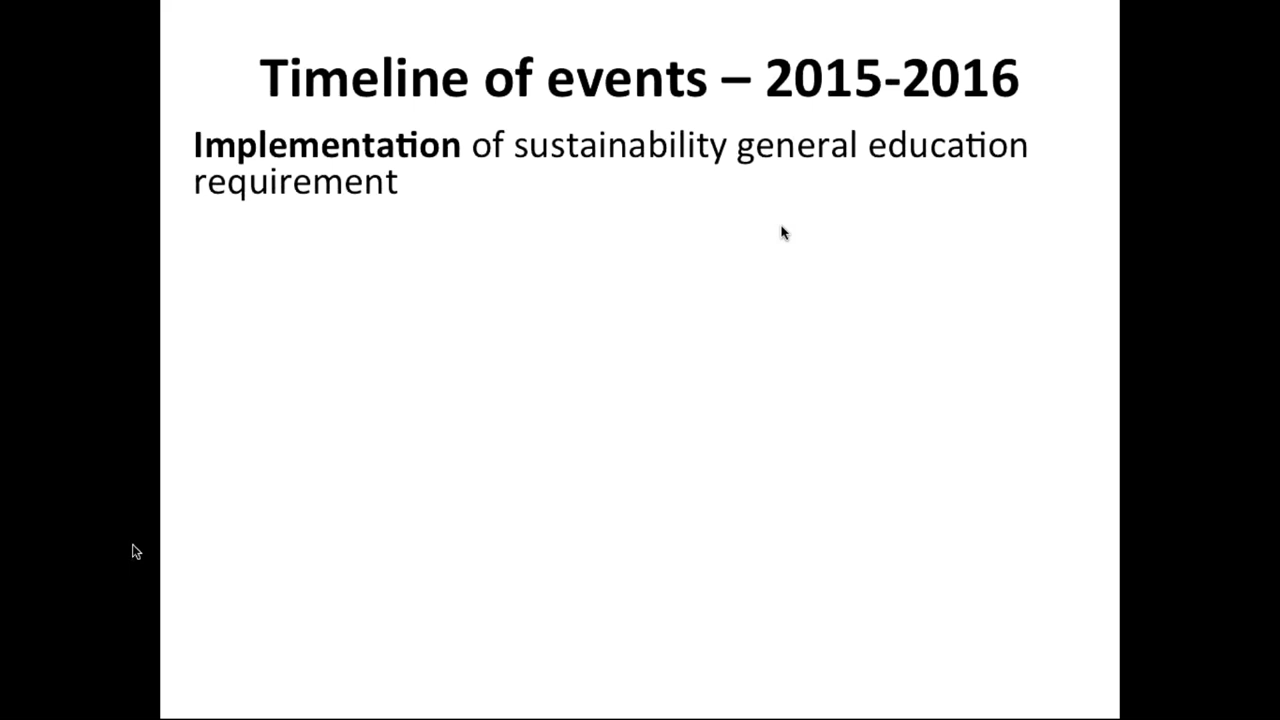 Timeline of events – 2015-2016
Implementation of sustainability general education
requirement